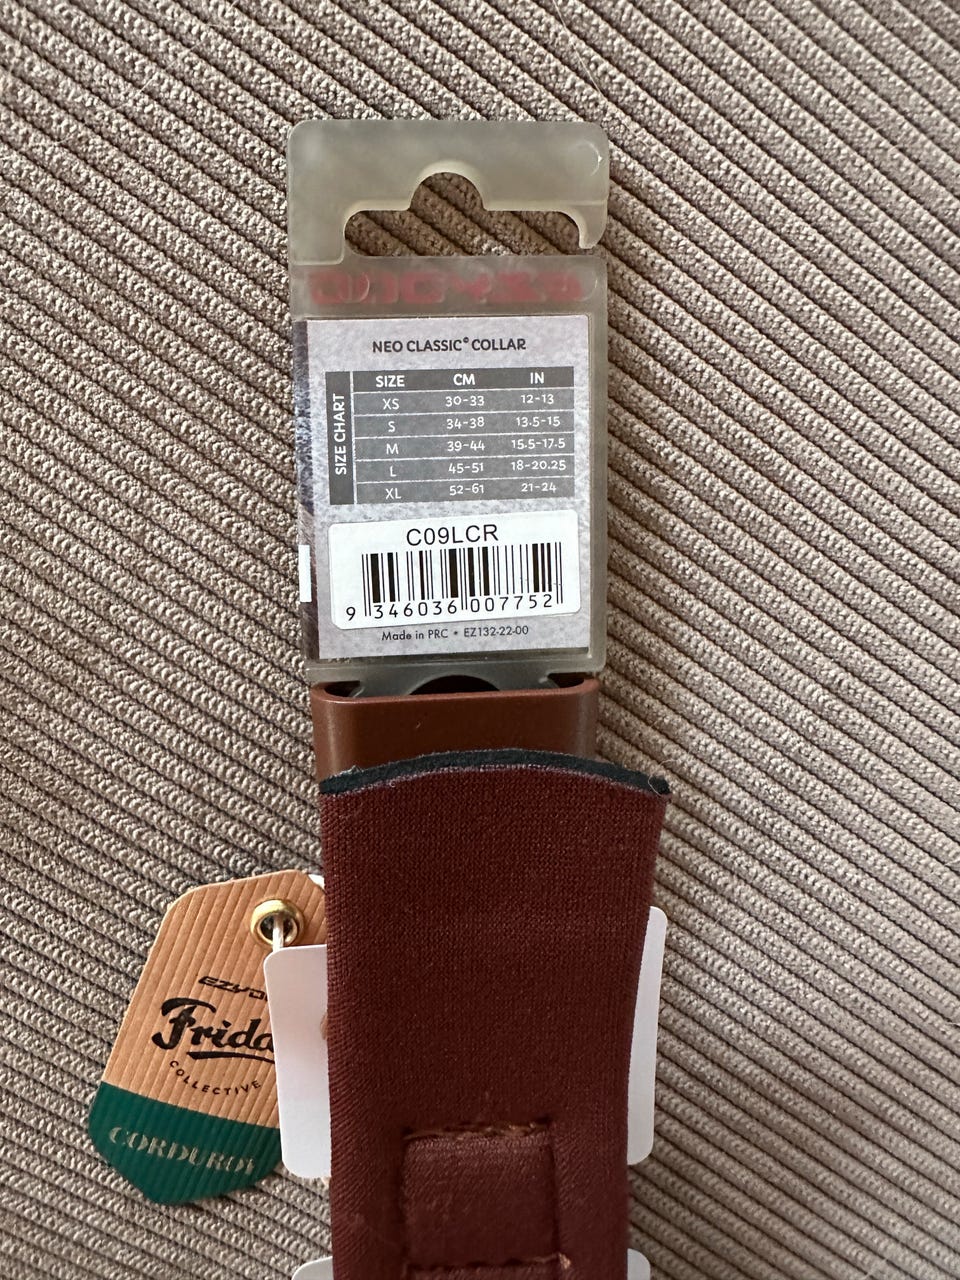 NEO CLASSIC® COLLAR
SIZE CHART
SIZE CM IN
XS 30-33 12-13
S 34-38 13.5-15
M 39-44 15.5-17.5
L 45-51 18-20.25
XL 52-61 21-24
C09LCR
9 346036 007752
Made in PRC • EZ132-22-00
COLLECTIVE
CORDUROY